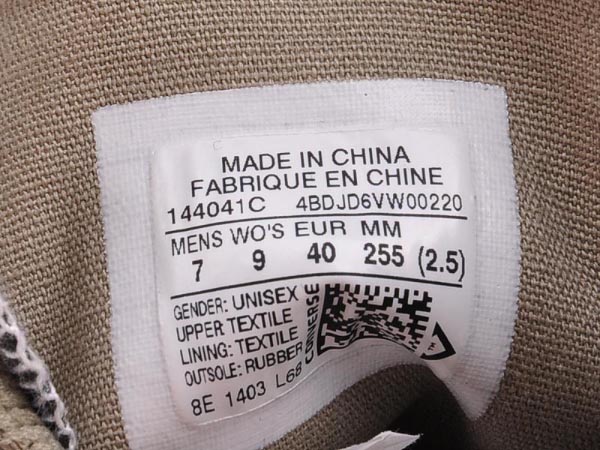 MADE IN CHINA
FABRIQUE EN CHINE
144041C 4BDJD6VW00220
MENS WO'S EUR MM
7 9 40 255 (2.5)
GENDER: UNISEX
UPPER TEXTILE
LINING: TEXTILE
OUTSOLE: RUBBER
8E 1403 L68
CONVERSE